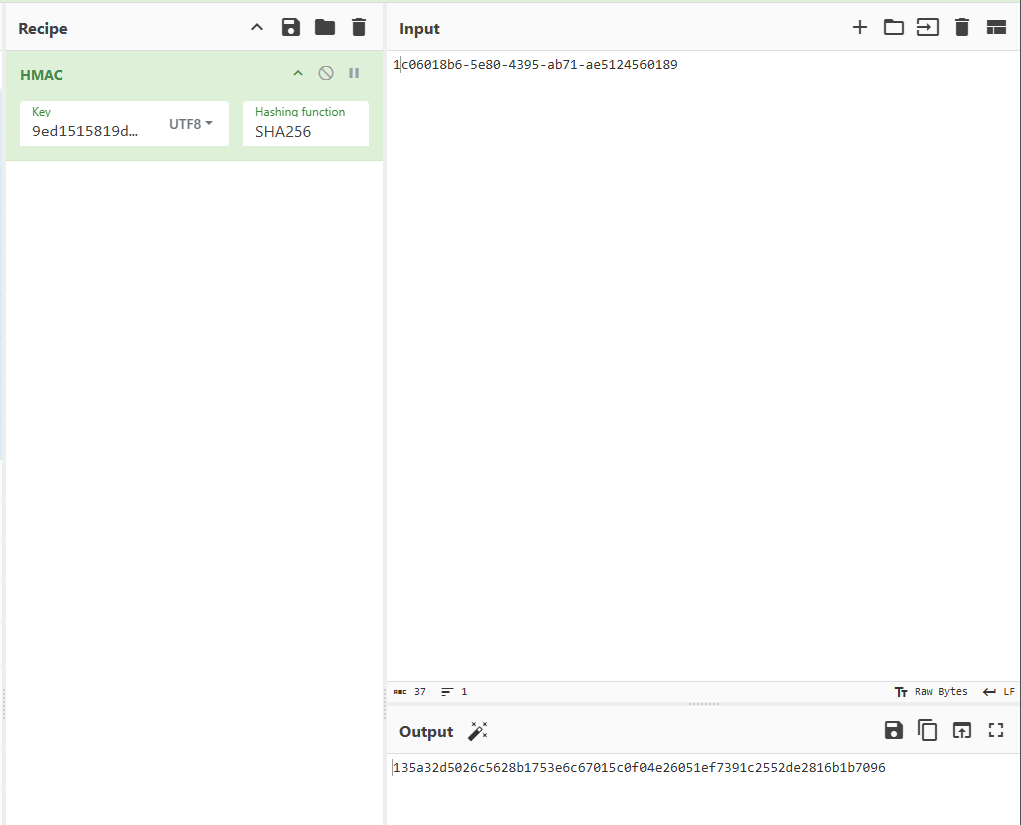 Recipe
HMAC
Key
9ed1515819d...
UTF8
Hashing function
SHA256
Input
1c06018b6-5e80-4395-ab71-ae5124560189
ABC 37 1
Raw Bytes LF
Output
135a32d5026c5628b1753e6c67015c0f04e26051ef7391c2552de2816b1b7096